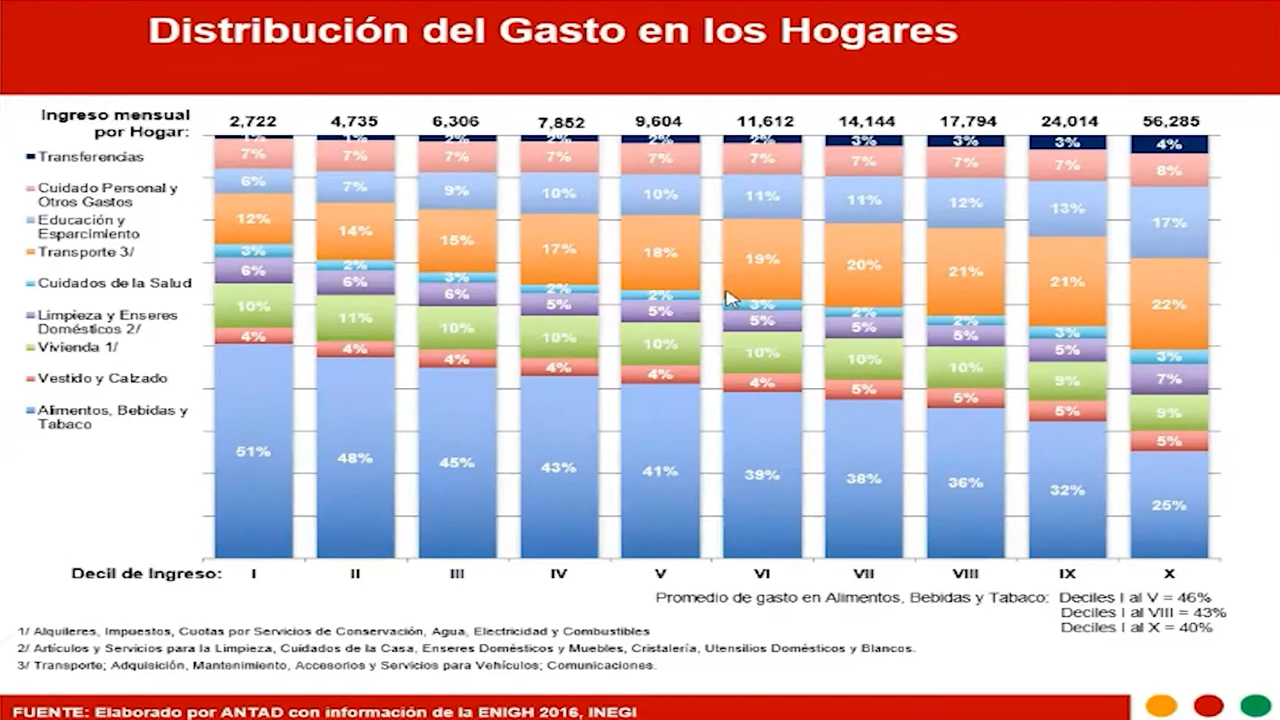 Distribución del Gasto en los Hogares
Ingreso mensual
por Hogar:
2,722 4,735 6,306 7,852 9,604 11,612 14,144 17,794 24,014 56,285
Transferencias
1% 1% 2% 2% 2% 2% 3% 3% 3% 4%
Cuidado Personal y
Otros Gastos
7% 7% 7% 7% 7% 7% 7% 7% 7% 8%
Educación y
Esparcimiento
6% 7% 9% 10% 10% 11% 11% 12% 13% 17%
Transporte 3/
12% 14% 15% 17% 18% 19% 20% 21% 21% 22%
Cuidados de la Salud
3% 2% 3% 2% 2% 3% 2% 2% 3% 3%
Limpieza y Enseres
Domésticos 2/
6% 6% 6% 5% 5% 5% 5% 5% 5% 7%
Vivienda 1/
10% 11% 10% 10% 10% 10% 10% 10% 9% 9%
Vestido y Calzado
4% 4% 4% 4% 4% 4% 5% 5% 5% 5%
Alimentos, Bebidas y
Tabaco
51% 48% 45% 43% 41% 39% 38% 36% 32% 25%
Decil de Ingreso: I II III IV V VI VII VIII IX X
Promedio de gasto en Alimentos, Bebidas y Tabaco: Deciles I al V = 46%
Deciles I al VIII = 43%
Deciles I al X = 40%
1/ Alquileres, Impuestos, Cuotas por Servicios de Conservación, Agua, Electricidad y Combustibles
2/ Artículos y Servicios para la Limpieza, Cuidados de la Casa, Enseres Domésticos y Muebles, Cristalería, Utensilios Domésticos y Blancos.
3/ Transporte; Adquisición, Mantenimiento, Accesorios y Servicios para Vehículos; Comunicaciones.
FUENTE: Elaborado por ANTAD con información de la ENIGH 2016, INEGI